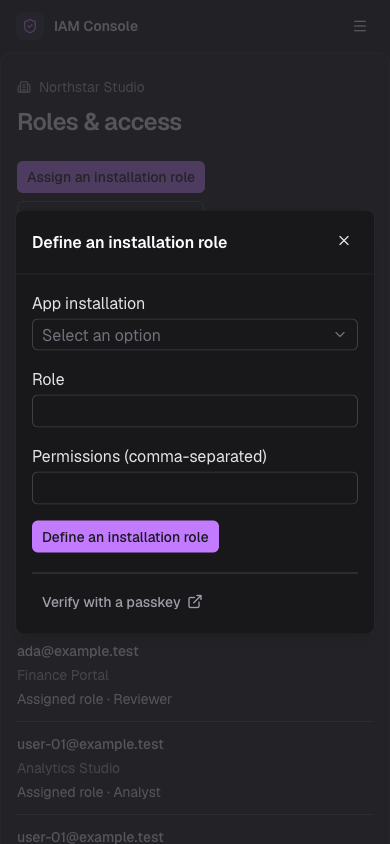 IAM Console
Northstar Studio
Roles & access
Assign an installation role
Define an installation role
App installation
Select an option
Role
Permissions (comma-separated)
Define an installation role
Verify with a passkey
ada@example.test
Finance Portal
Assigned role · Reviewer
user-01@example.test
Analytics Studio
Assigned role · Analyst
user-01@example.test